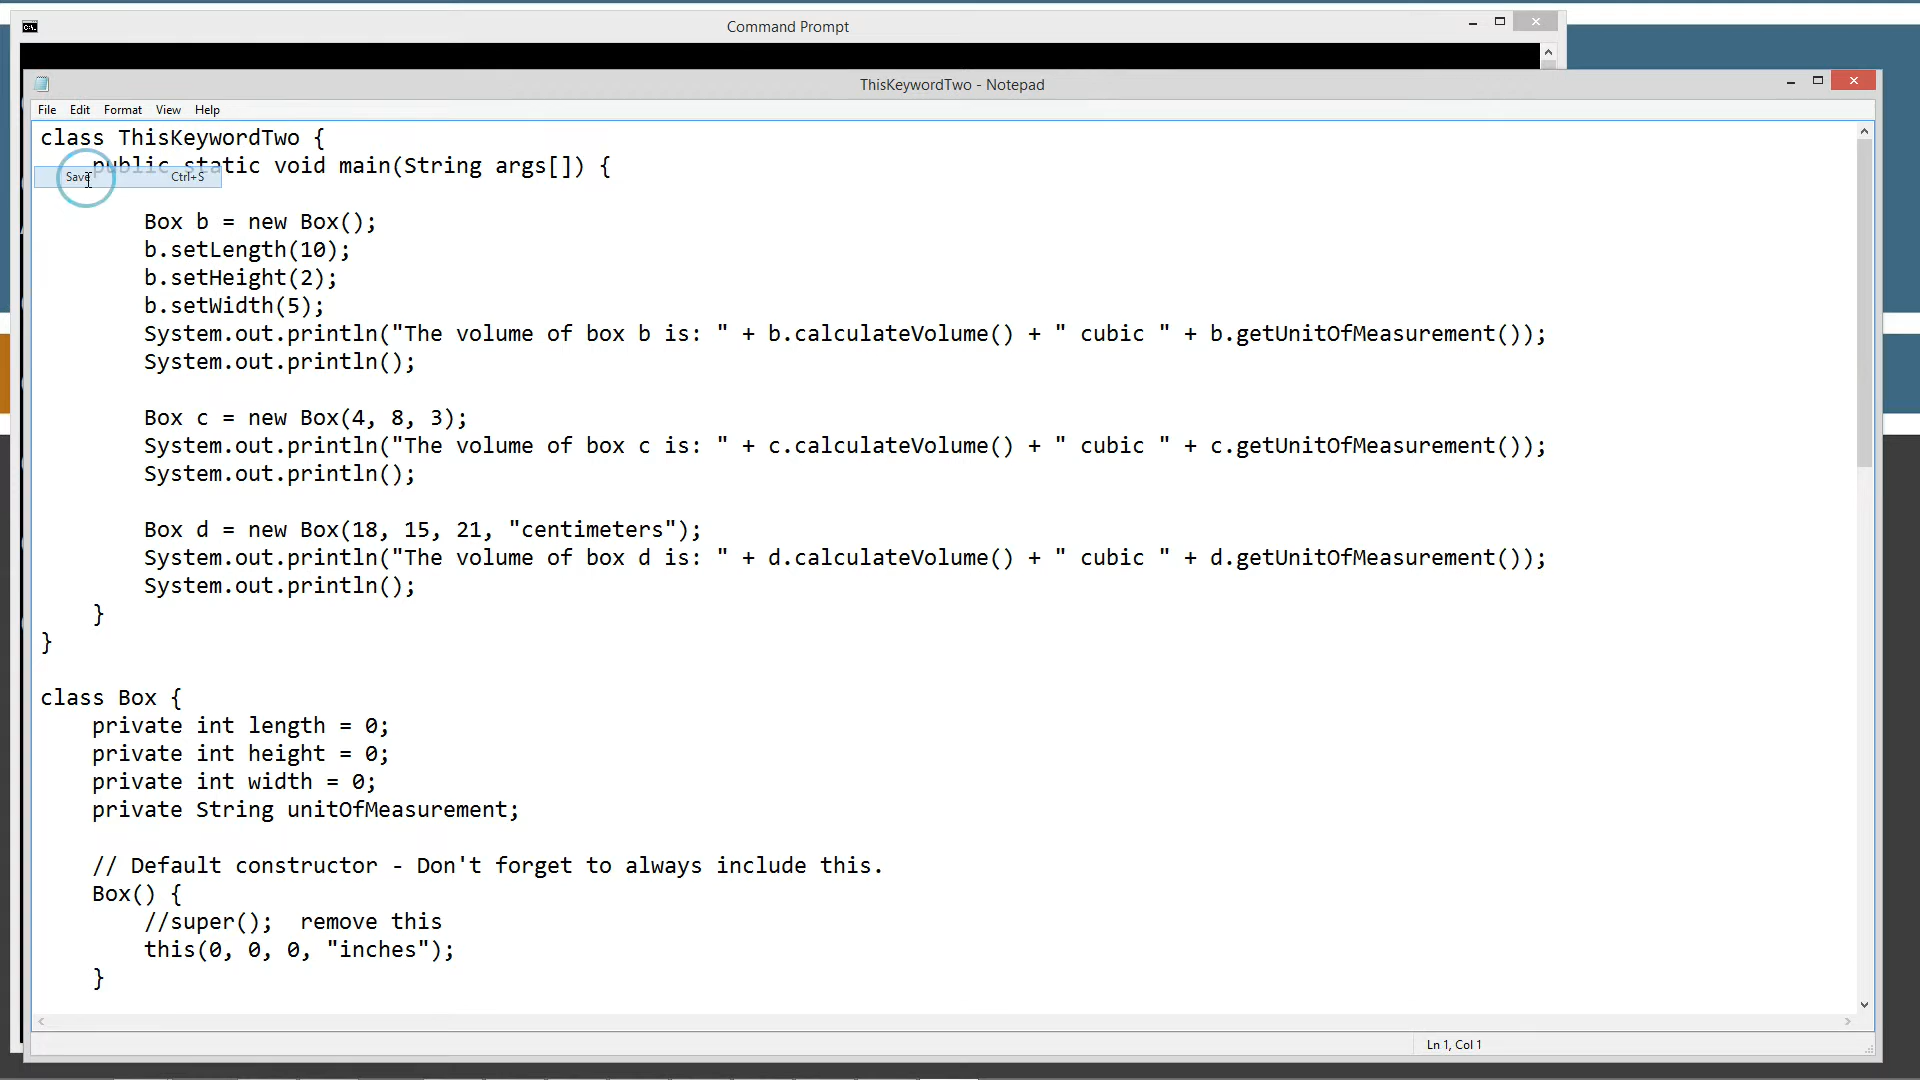 Command Prompt
ThisKeywordTwo - Notepad
File Edit Format View Help
class ThisKeywordTwo {
public static void main(String args[]) {
Save Ctrl+S
Box b = new Box();
b.setLength(10);
b.setHeight(2);
b.setWidth(5);
System.out.println("The volume of box b is: " + b.calculateVolume() + " cubic " + b.getUnitOfMeasurement());
System.out.println();
Box c = new Box(4, 8, 3);
System.out.println("The volume of box c is: " + c.calculateVolume() + " cubic " + c.getUnitOfMeasurement());
System.out.println();
Box d = new Box(18, 15, 21, "centimeters");
System.out.println("The volume of box d is: " + d.calculateVolume() + " cubic " + d.getUnitOfMeasurement());
System.out.println();
}
}
class Box {
private int length = 0;
private int height = 0;
private int width = 0;
private String unitOfMeasurement;
// Default constructor - Don't forget to always include this.
Box() {
//super();  remove this
this(0, 0, 0, "inches");
}
Ln 1, Col 1